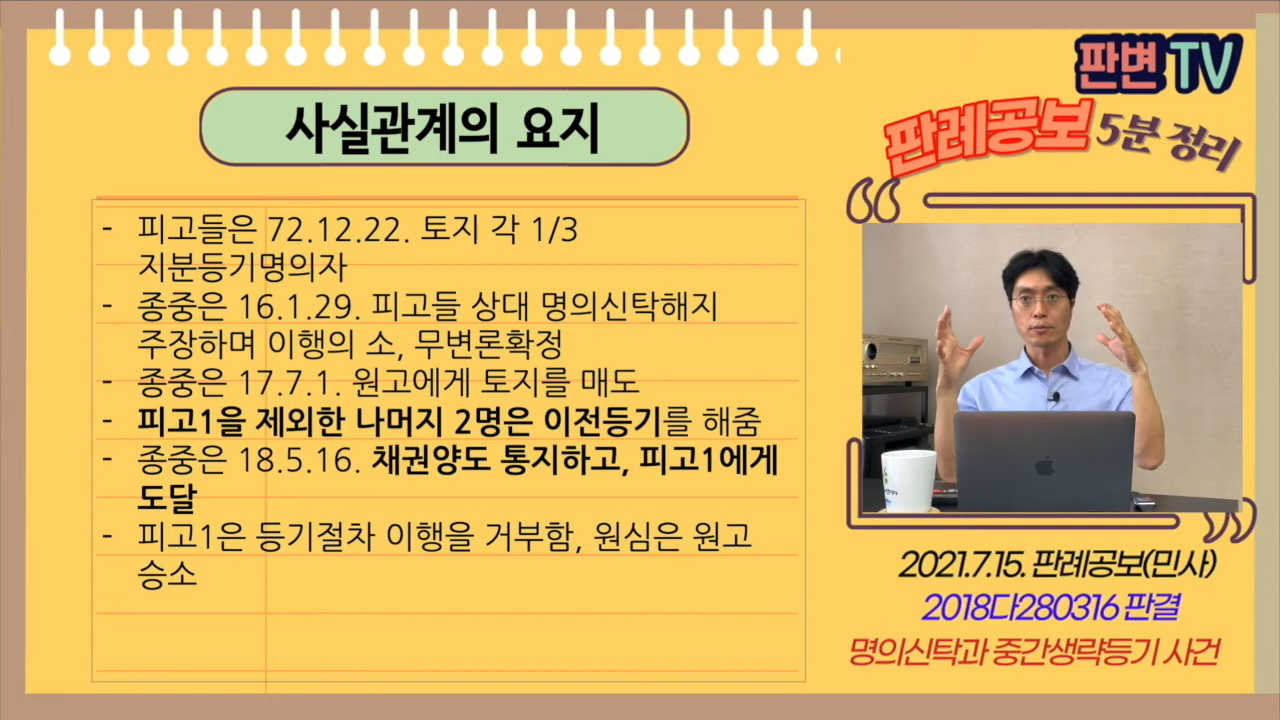 판변 TV
판례공보 5분 정리
사실관계의 요지
- 피고들은 72.12.22. 토지 각 1/3
지분등기명의자
- 종중은 16.1.29. 피고들 상대 명의신탁해지
주장하며 이행의 소, 무변론확정
- 종중은 17.7.1. 원고에게 토지를 매도
- 피고1을 제외한 나머지 2명은 이전등기를 해줌
- 종중은 18.5.16. 채권양도 통지하고, 피고1에게
도달
- 피고1은 등기절차 이행을 거부함, 원심은 원고
승소
2021.7.15. 판례공보(민사)
2018다280316 판결
명의신탁과 중간생략등기 사건